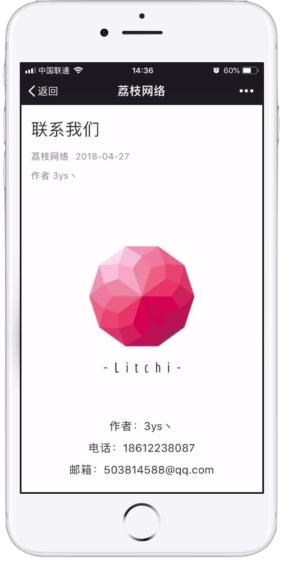 中国联通 14:36 60%
返回 荔枝网络
联系我们
荔枝网络 2018-04-27
作者 3ys丶
-Litchi-
作者：3ys丶
电话：18612238087
邮箱：503814588@qq.com